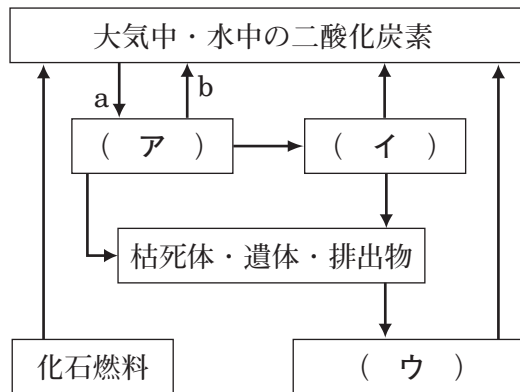 大気中・水中の二酸化炭素
a
b
( ア )
( イ )
枯死体・遺体・排出物
化石燃料
( ウ )